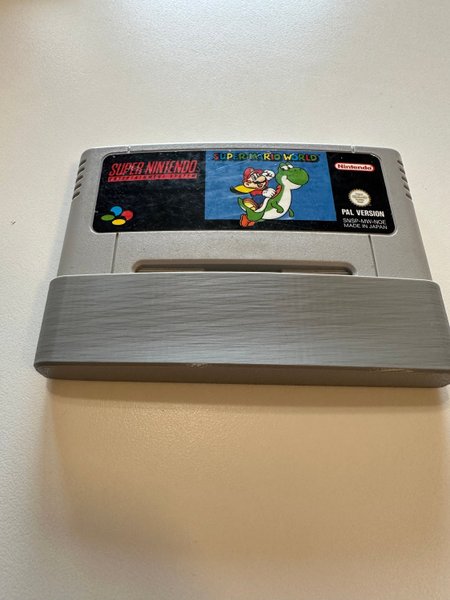 SUPER NINTENDO
ENTERTAINMENT SYSTEM
SUPER MARIO WORLD
Nintendo
PAL VERSION
SNSP-MW-NOE
MADE IN JAPAN